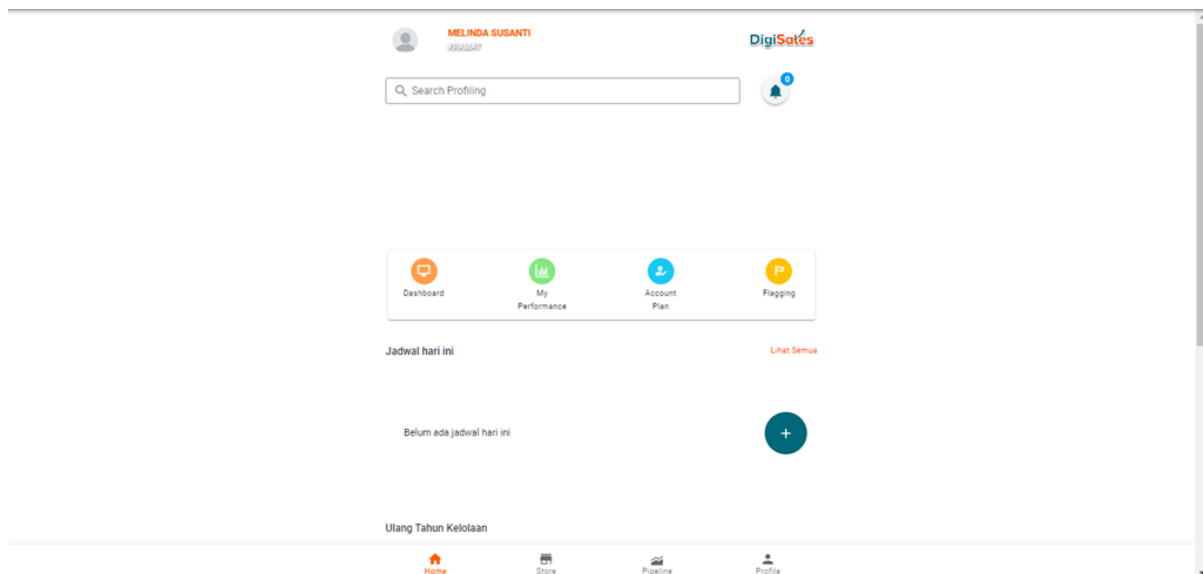 MELINDA SUSANTI
KRAMAT
DigiSales
Search Profiling
0
Dashboard
My
Performance
Account
Plan
Flagging
Jadwal hari ini
Lihat Semua
Belum ada jadwal hari ini
+
Ulang Tahun Kelolaan
Home
Store
Pipeline
Profile